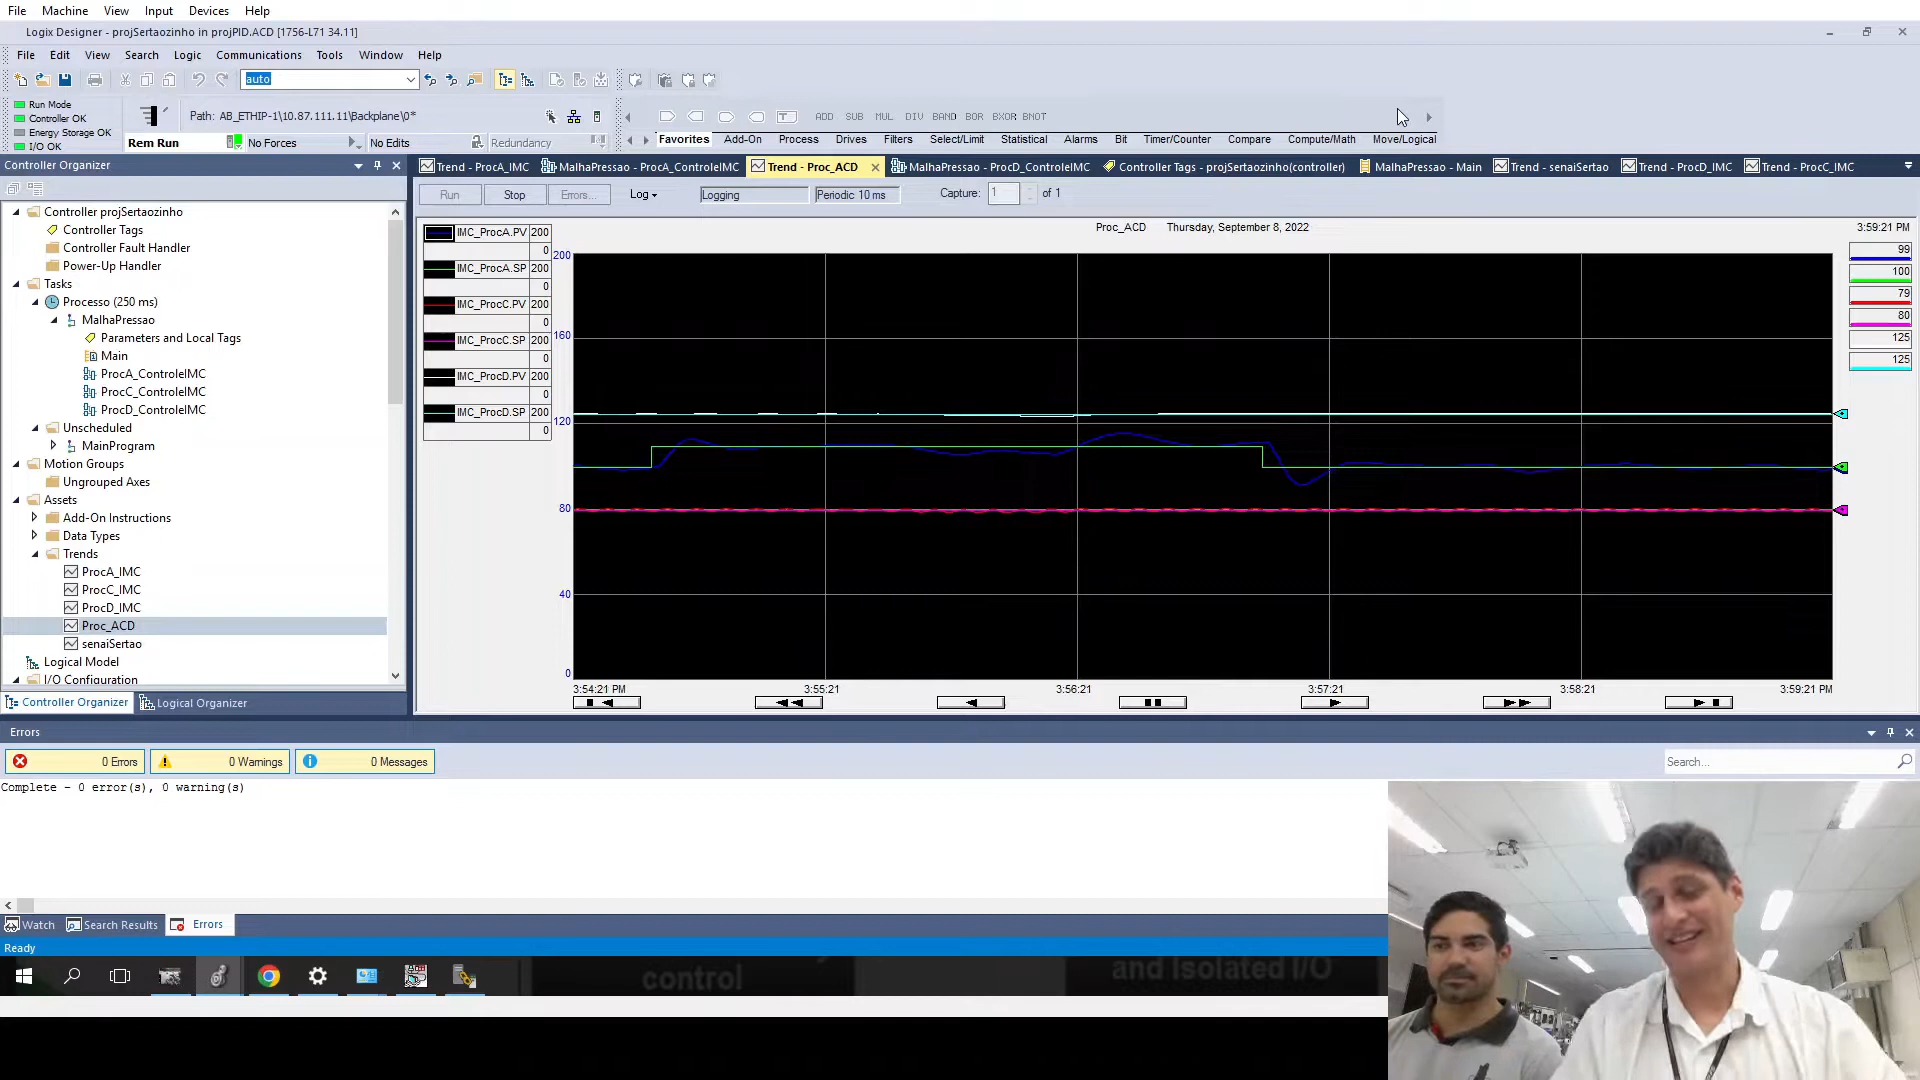 File Machine View Input Devices Help
Logix Designer - projSertaozinho in projPID.ACD [1756-L71 34.11]
File Edit View Search Logic Communications Tools Window Help
auto
Run Mode
Controller OK
Energy Storage OK
I/O OK
Path: AB_ETHIP-1\10.87.111.11\Backplane\0*
Rem Run No Forces No Edits Redundancy
ADD SUB MUL DIV BAND BOR BXOR BNOT
Favorites Add-On Process Drives Filters Select/Limit Statistical Alarms Bit Timer/Counter Compare Compute/Math Move/Logical
Controller Organizer
Trend - ProcA_IMC MalhaPressao - ProcA_ControleIMC Trend - Proc_ACD MalhaPressao - ProcD_ControleIMC Controller Tags - projSertaozinho(controller) MalhaPressao - Main Trend - senaiSertao Trend - ProcD_IMC Trend - ProcC_IMC
Run Stop Errors... Log Logging Periodic 10 ms Capture: 1 of 1
Controller projSertaozinho
Controller Tags
Controller Fault Handler
Power-Up Handler
Tasks
Processo (250 ms)
MalhaPressao
Parameters and Local Tags
Main
ProcA_ControleIMC
ProcC_ControleIMC
ProcD_ControleIMC
Unscheduled
MainProgram
Motion Groups
Ungrouped Axes
Assets
Add-On Instructions
Data Types
Trends
ProcA_IMC
ProcC_IMC
ProcD_IMC
Proc_ACD
senaiSertao
Logical Model
I/O Configuration
Controller Organizer Logical Organizer
Proc_ACD Thursday, September 8, 2022 3:59:21 PM
IMC_ProcA.PV 200
0
IMC_ProcA.SP 200
0
IMC_ProcC.PV 200
0
IMC_ProcC.SP 200
0
IMC_ProcD.PV 200
0
IMC_ProcD.SP 200
0
200
160
120
80
40
0
99
100
79
80
125
125
3:54:21 PM 3:55:21 3:56:21 3:57:21 3:58:21 3:59:21 PM
Errors
0 Errors 0 Warnings 0 Messages
Search...
Complete - 0 error(s), 0 warning(s)
Watch Search Results Errors
Ready
control
and Isolated I/O